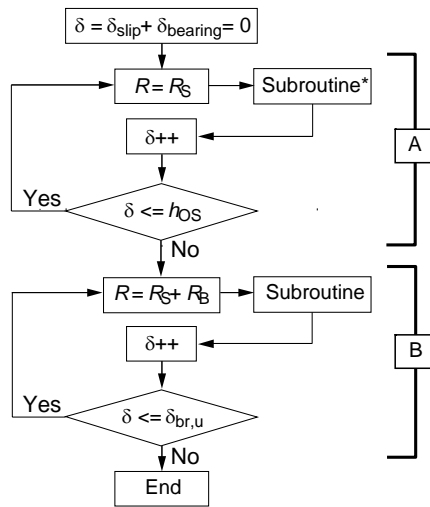 δ = δslip+ δbearing= 0
R = RS
Subroutine*
δ++
A
Yes
δ <= hOS
No
R = RS+ RB
Subroutine
δ++
B
Yes
δ <= δbr,u
No
End